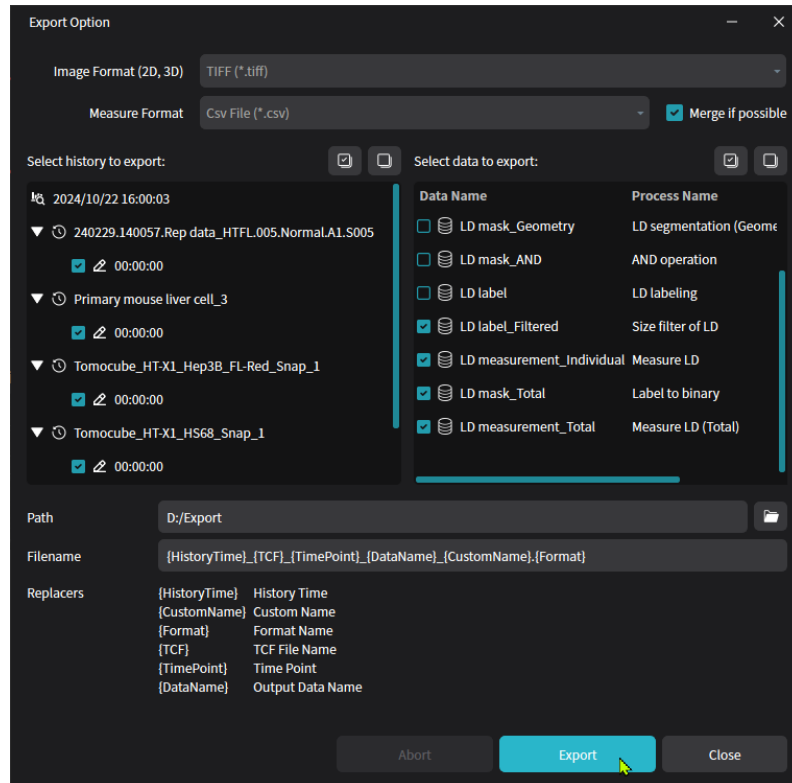 Export Option
Image Format (2D, 3D) TIFF (*.tiff)
Measure Format Csv File (*.csv) Merge if possible
Select history to export:
2024/10/22 16:00:03
240229.140057.Rep data_HTFL.005.Normal.A1.S005
00:00:00
Primary mouse liver cell_3
00:00:00
Tomocube_HT-X1_Hep3B_FL-Red_Snap_1
00:00:00
Tomocube_HT-X1_HS68_Snap_1
00:00:00
Select data to export:
Data Name Process Name
LD mask_Geometry LD segmentation (Geome
LD mask_AND AND operation
LD label LD labeling
LD label_Filtered Size filter of LD
LD measurement_Individual Measure LD
LD mask_Total Label to binary
LD measurement_Total Measure LD (Total)
Path D:/Export
Filename {HistoryTime}_{TCF}_{TimePoint}_{DataName}_{CustomName}.{Format}
Replacers {HistoryTime} History Time
{CustomName} Custom Name
{Format} Format Name
{TCF} TCF File Name
{TimePoint} Time Point
{DataName} Output Data Name
Abort Export Close